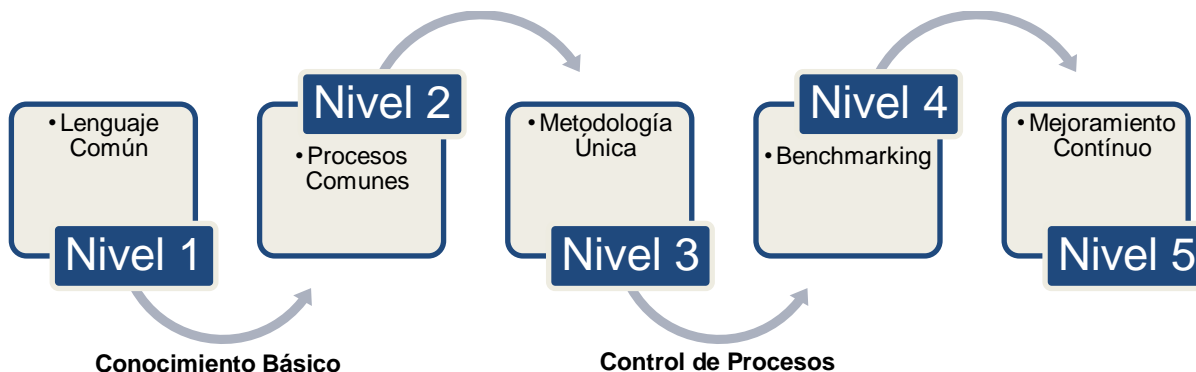 • Lenguaje
Común
Nivel 1
Nivel 2
• Procesos
Comunes
• Metodología
Única
Nivel 3
Nivel 4
• Benchmarking
• Mejoramiento
Contínuo
Nivel 5
Conocimiento Básico
Control de Procesos